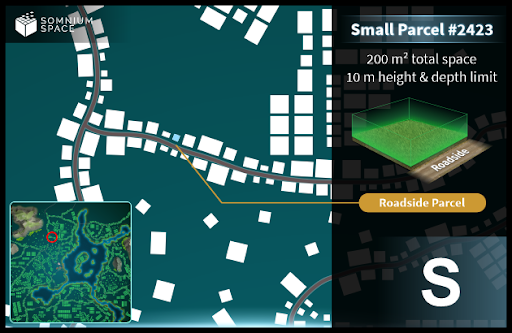 SOMNIUM
SPACE
Small Parcel #2423
200 m² total space
10 m height & depth limit
Roadside
Roadside Parcel
S